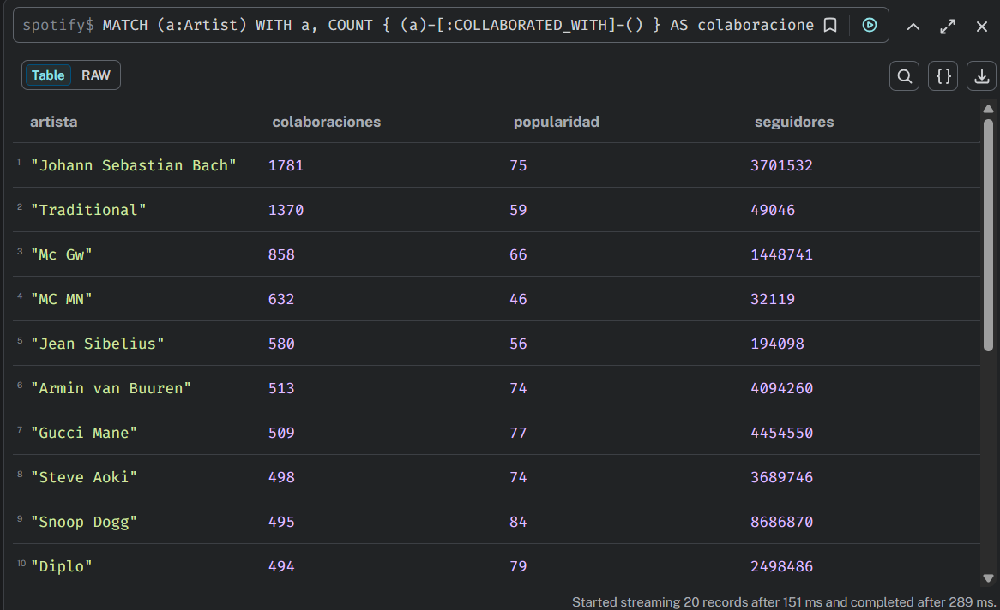 spotify$ MATCH (a:Artist) WITH a, COUNT { (a)-[:COLLABORATED_WITH]-() } AS colaboracione
Table RAW
{}
artista colaboraciones popularidad seguidores
1 "Johann Sebastian Bach" 1781 75 3701532
2 "Traditional" 1370 59 49046
3 "Mc Gw" 858 66 1448741
4 "MC MN" 632 46 32119
5 "Jean Sibelius" 580 56 194098
6 "Armin van Buuren" 513 74 4094260
7 "Gucci Mane" 509 77 4454550
8 "Steve Aoki" 498 74 3689746
9 "Snoop Dogg" 495 84 8686870
10 "Diplo" 494 79 2498486
Started streaming 20 records after 151 ms and completed after 289 ms.